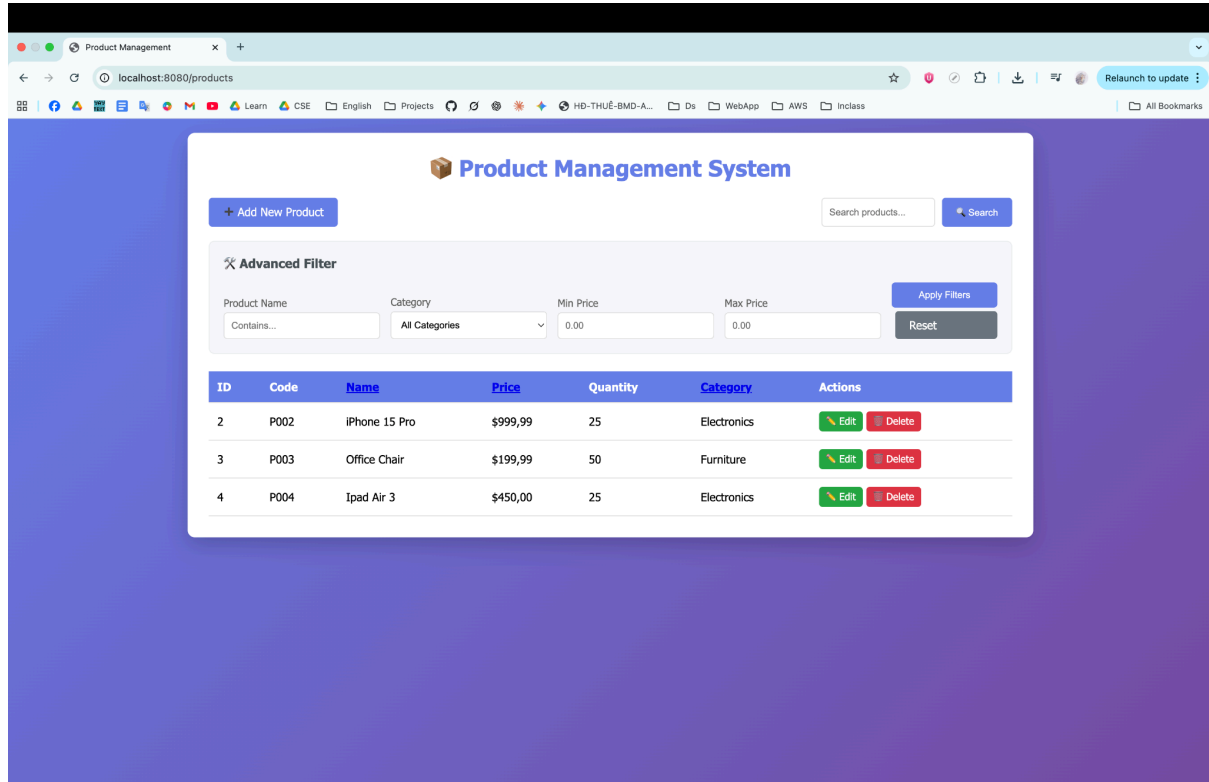 Product Management
localhost:8080/products
Relaunch to update
Learn CSE English Projects HĐ-THUÊ-BMD-A... Ds WebApp AWS Inclass All Bookmarks
Product Management System
Add New Product
Search products...
Search
Advanced Filter
Product Name Category Min Price Max Price
Apply Filters
Contains... All Categories 0.00 0.00
Reset
ID Code Name Price Quantity Category Actions
2 P002 iPhone 15 Pro $999,99 25 Electronics Edit Delete
3 P003 Office Chair $199,99 50 Furniture Edit Delete
4 P004 Ipad Air 3 $450,00 25 Electronics Edit Delete